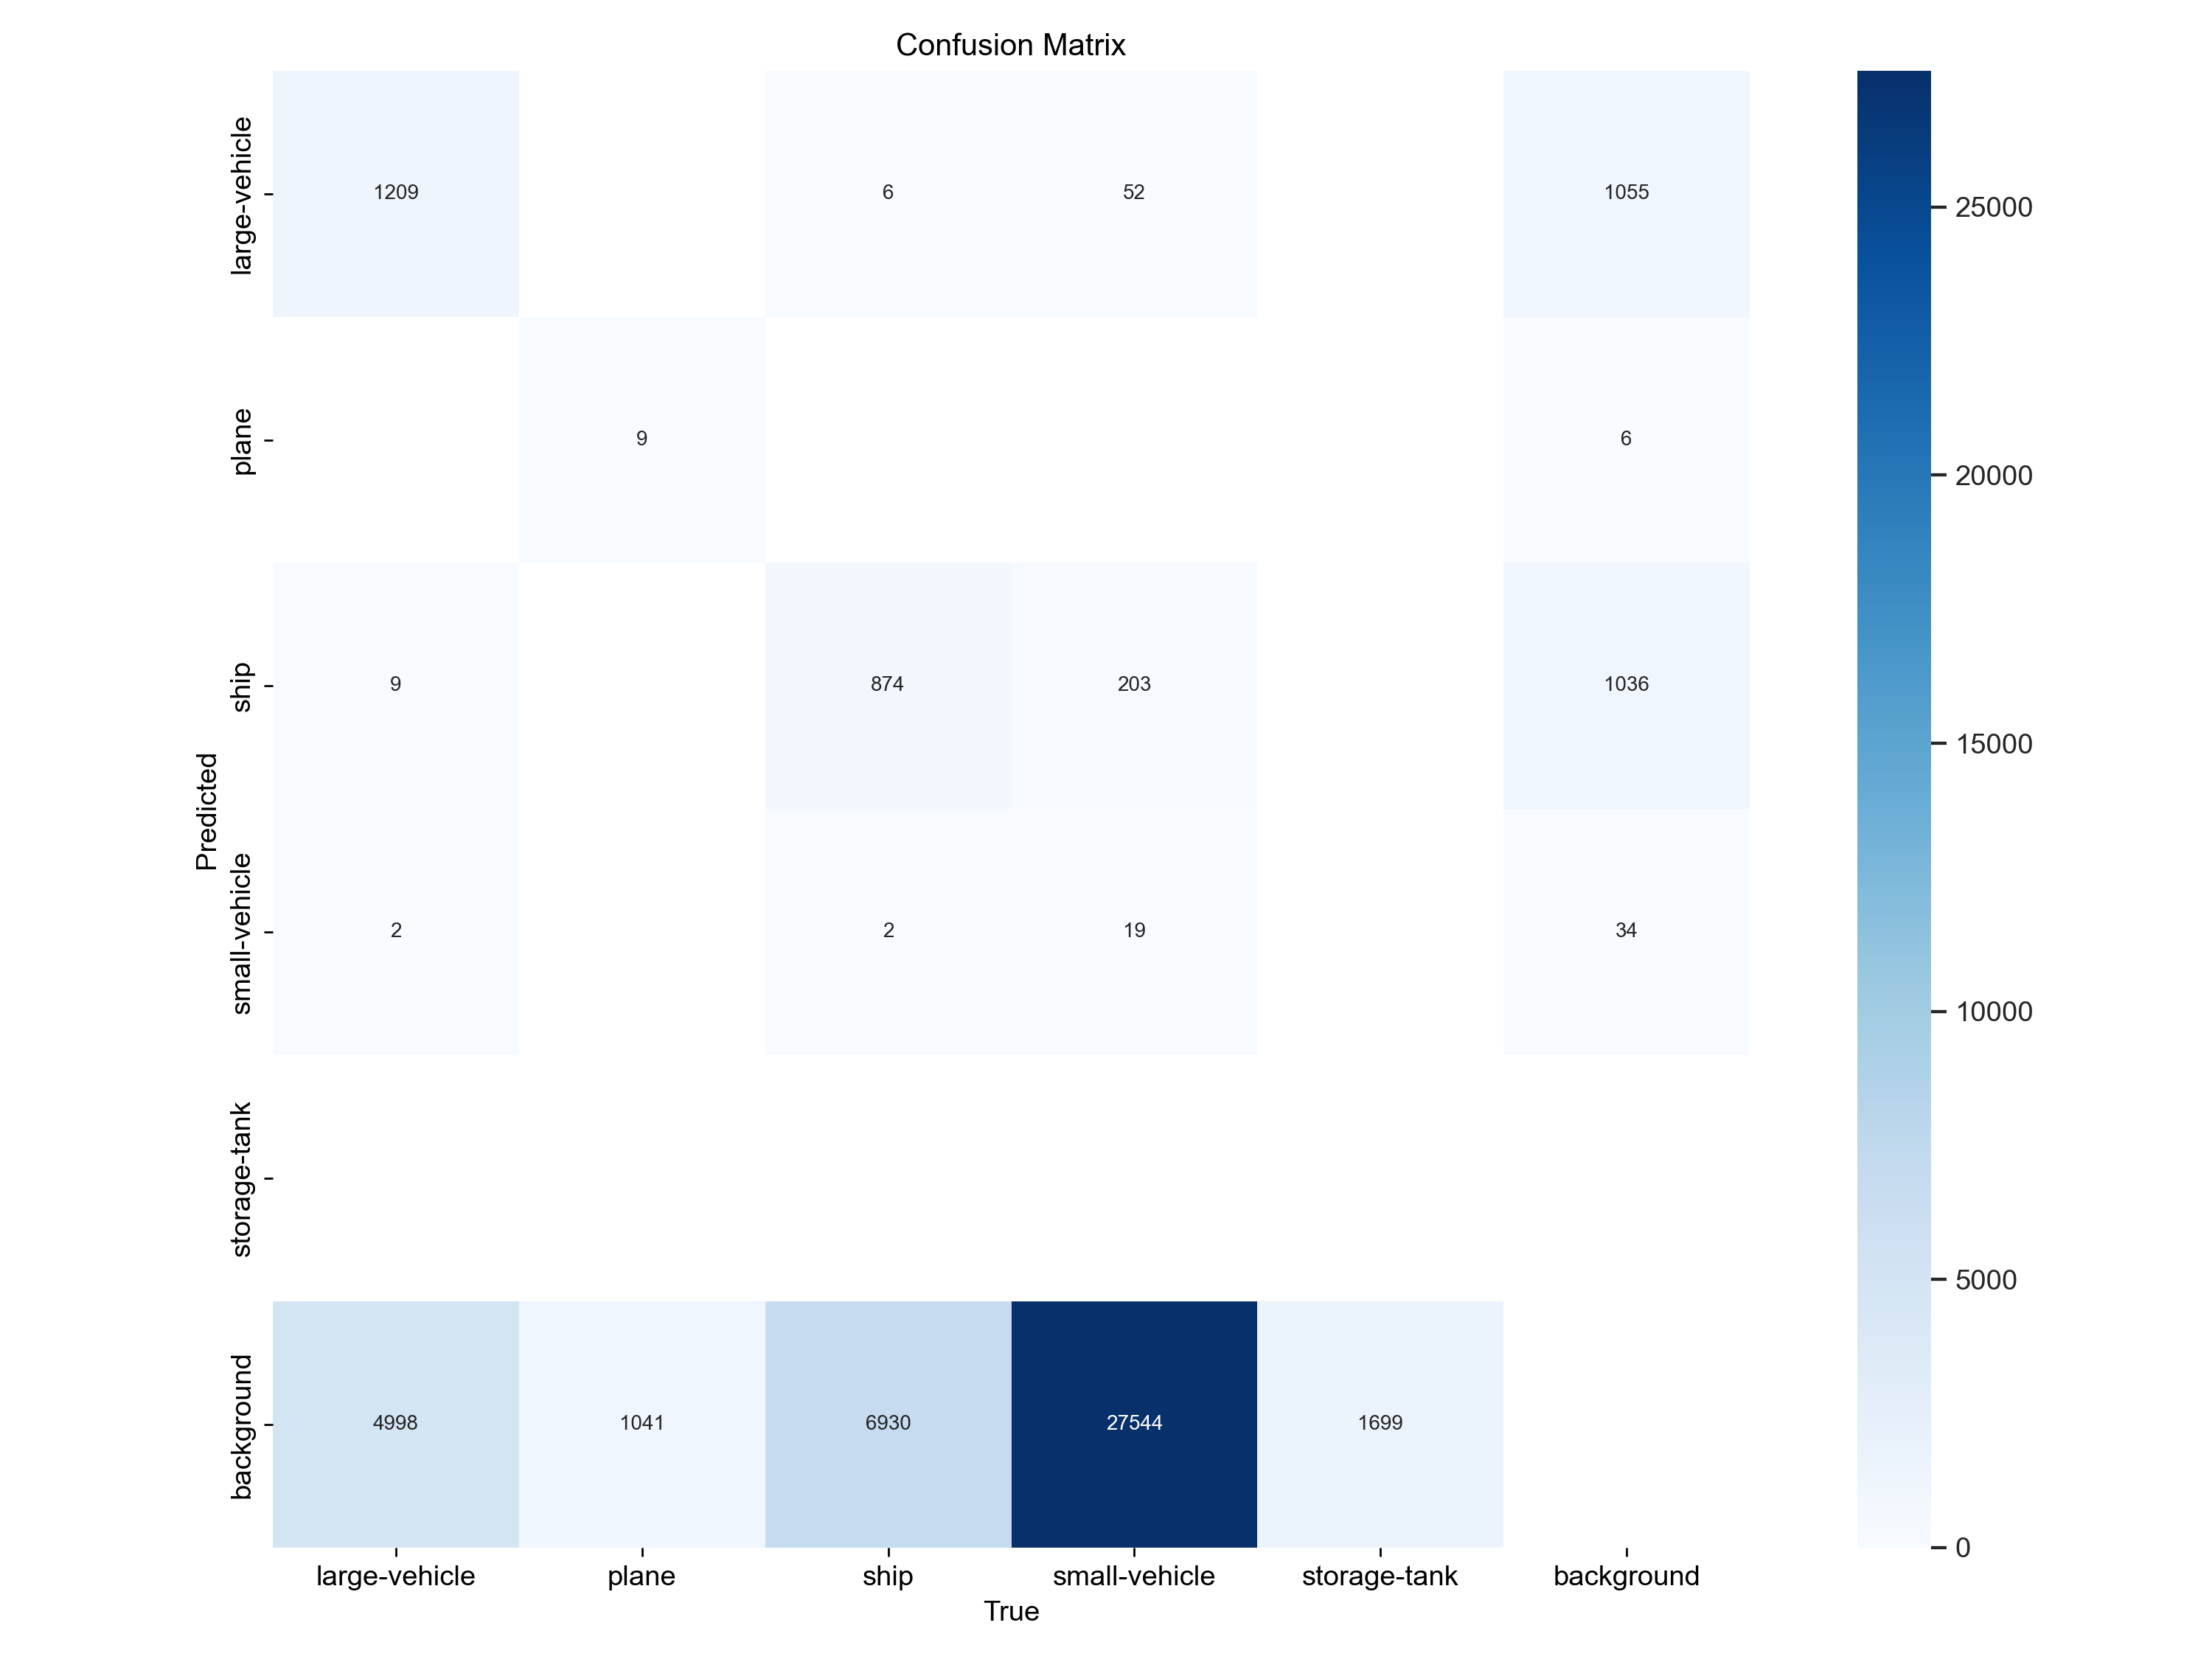 Confusion Matrix
large-vehicle
1209
6
52
1055
plane
9
6
ship
9
874
203
1036
small-vehicle
2
2
19
34
storage-tank
background
4998
1041
6930
27544
1699
Predicted
large-vehicle
plane
ship
small-vehicle
storage-tank
background
True
25000
20000
15000
10000
5000
0